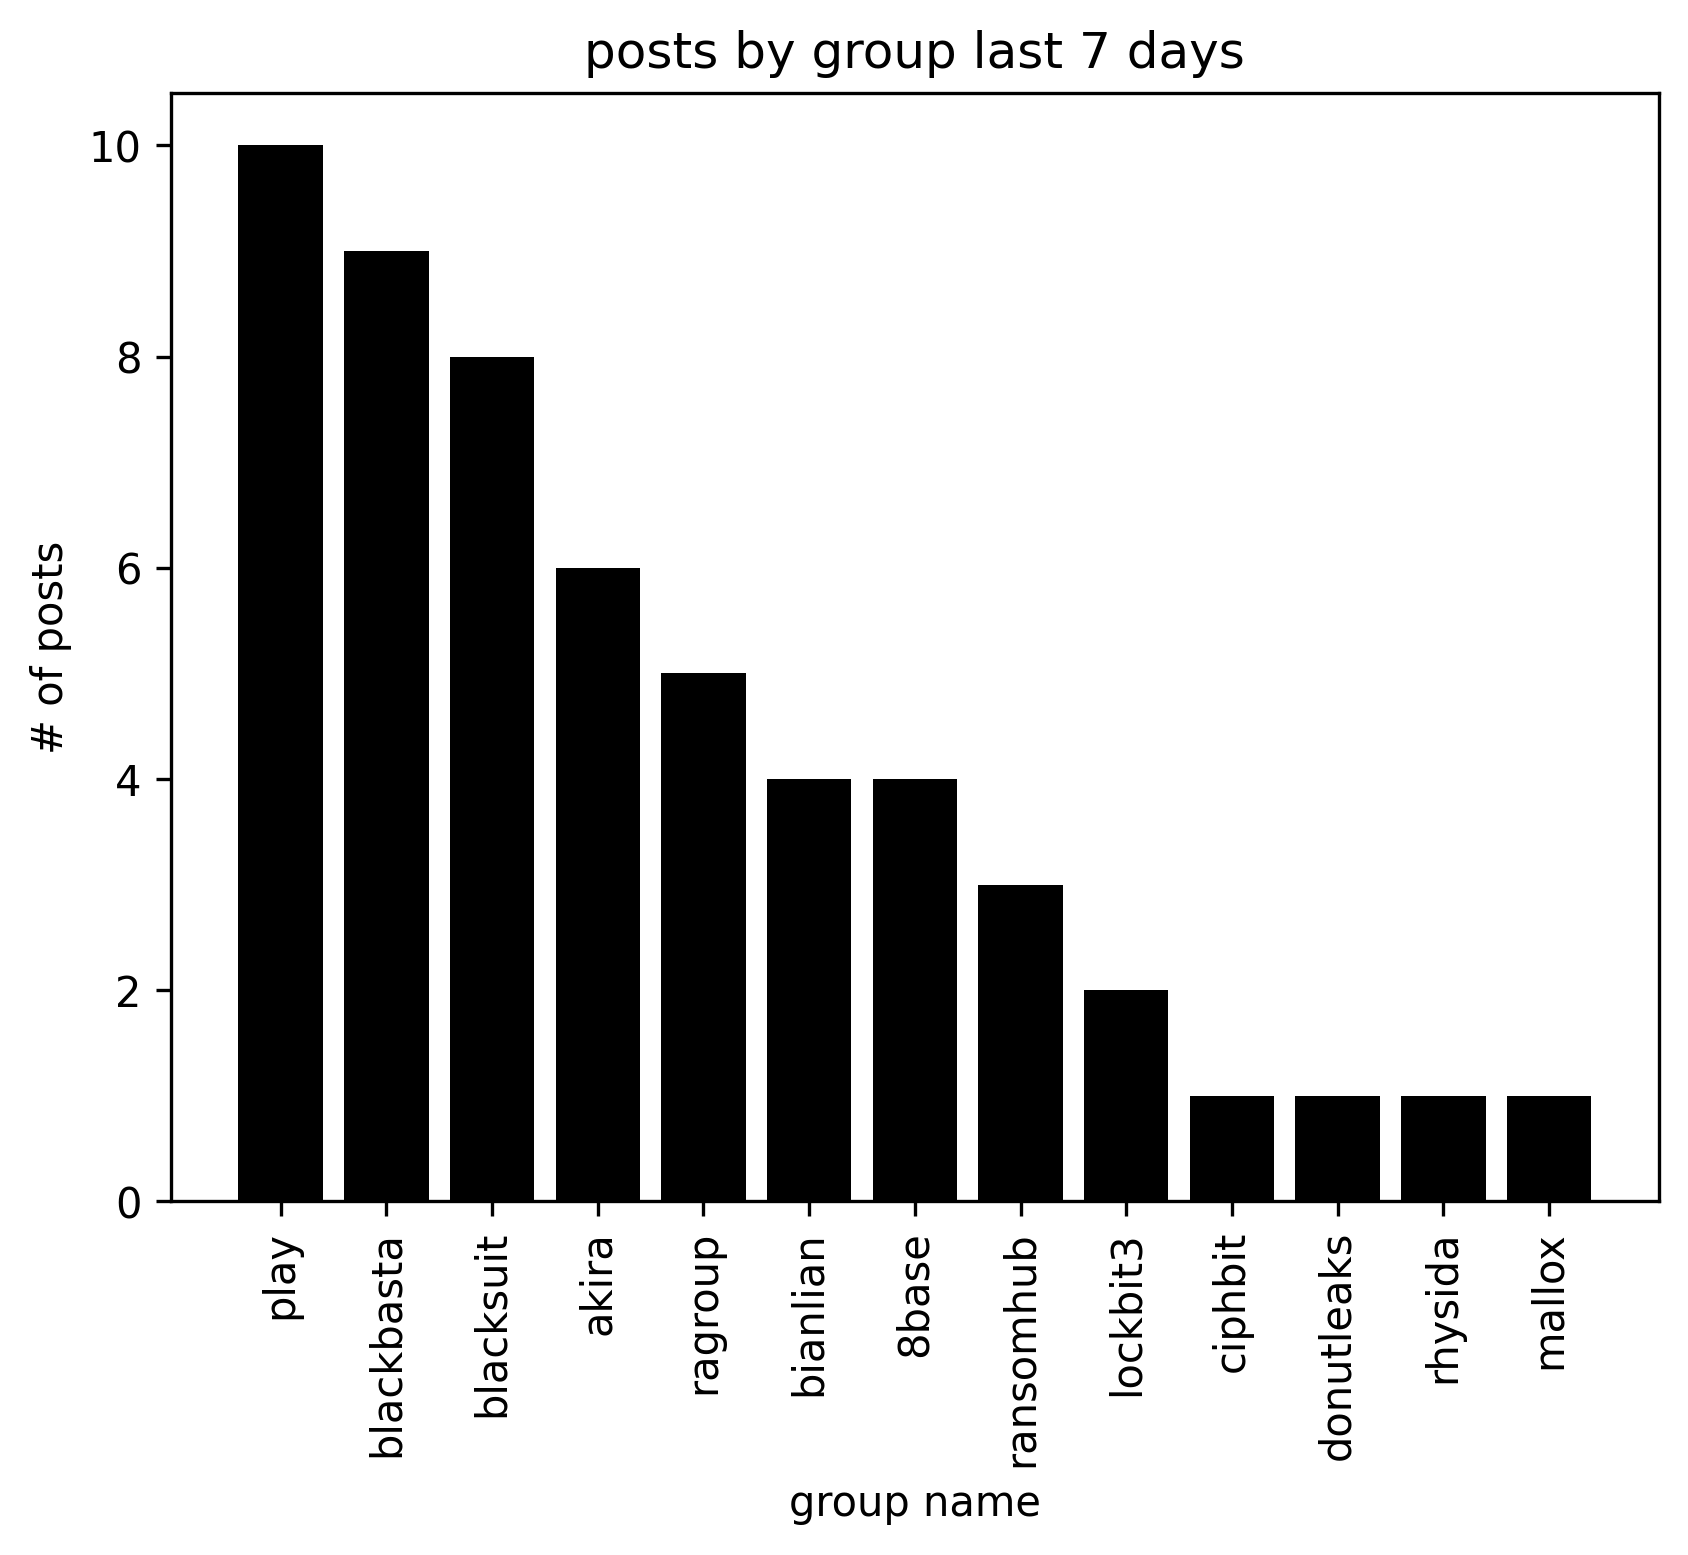 posts by group last 7 days
# of posts
10
8
6
4
2
0
play
blackbasta
blacksuit
akira
ragroup
bianlian
8base
ransomhub
lockbit3
ciphbit
donutleaks
rhysida
mallox
group name